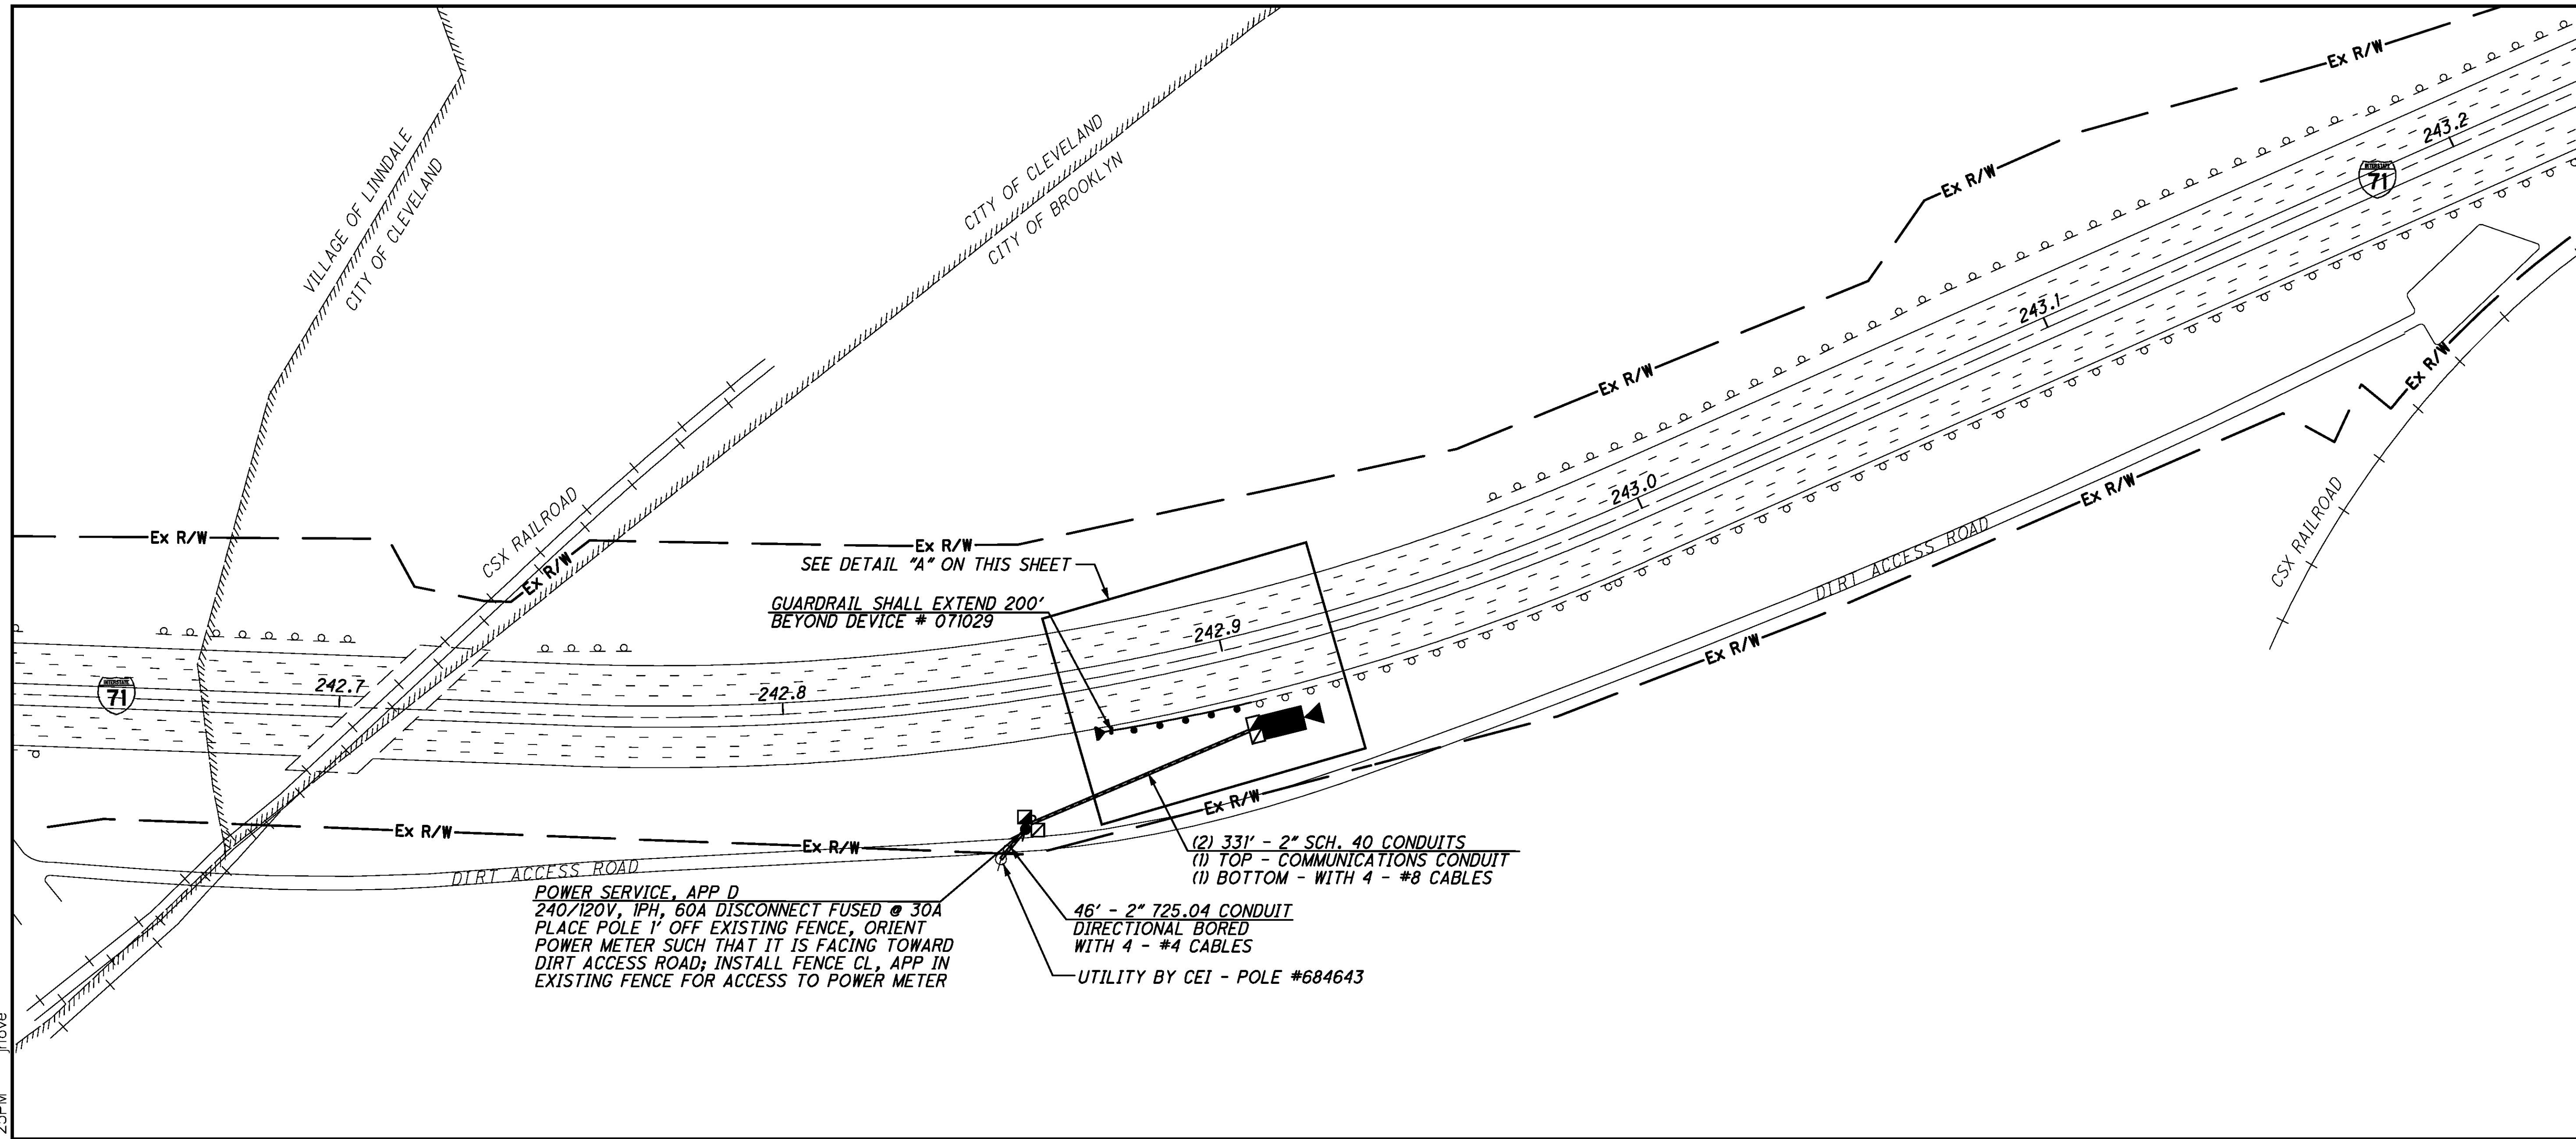 Ex R/W
243.2
INTERSTATE
71
VILLAGE OF LINNDALE
CITY OF CLEVELAND
CITY OF CLEVELAND
CITY OF BROOKLYN
Ex R/W
243.1
Ex R/W
Ex R/W
243.0
Ex R/W
CSX RAILROAD
CSX RAILROAD
Ex R/W
Ex R/W
Ex R/W
Ex R/W
DIRT ACCESS ROAD
SEE DETAIL "A" ON THIS SHEET
GUARDRAIL SHALL EXTEND 200'
BEYOND DEVICE # 071029
242.9
Ex R/W
INTERSTATE
71
242.7
242.8
Ex R/W
Ex R/W
Ex R/W
DIRT ACCESS ROAD
(2) 331' - 2" SCH. 40 CONDUITS
(1) TOP - COMMUNICATIONS CONDUIT
(1) BOTTOM - WITH 4 - #8 CABLES
POWER SERVICE, APP D
240/120V, 1PH, 60A DISCONNECT FUSED @ 30A
PLACE POLE 1' OFF EXISTING FENCE, ORIENT
POWER METER SUCH THAT IT IS FACING TOWARD
DIRT ACCESS ROAD; INSTALL FENCE CL, APP IN
EXISTING FENCE FOR ACCESS TO POWER METER
46' - 2" 725.04 CONDUIT
DIRECTIONAL BORED
WITH 4 - #4 CABLES
UTILITY BY CEI - POLE #684643